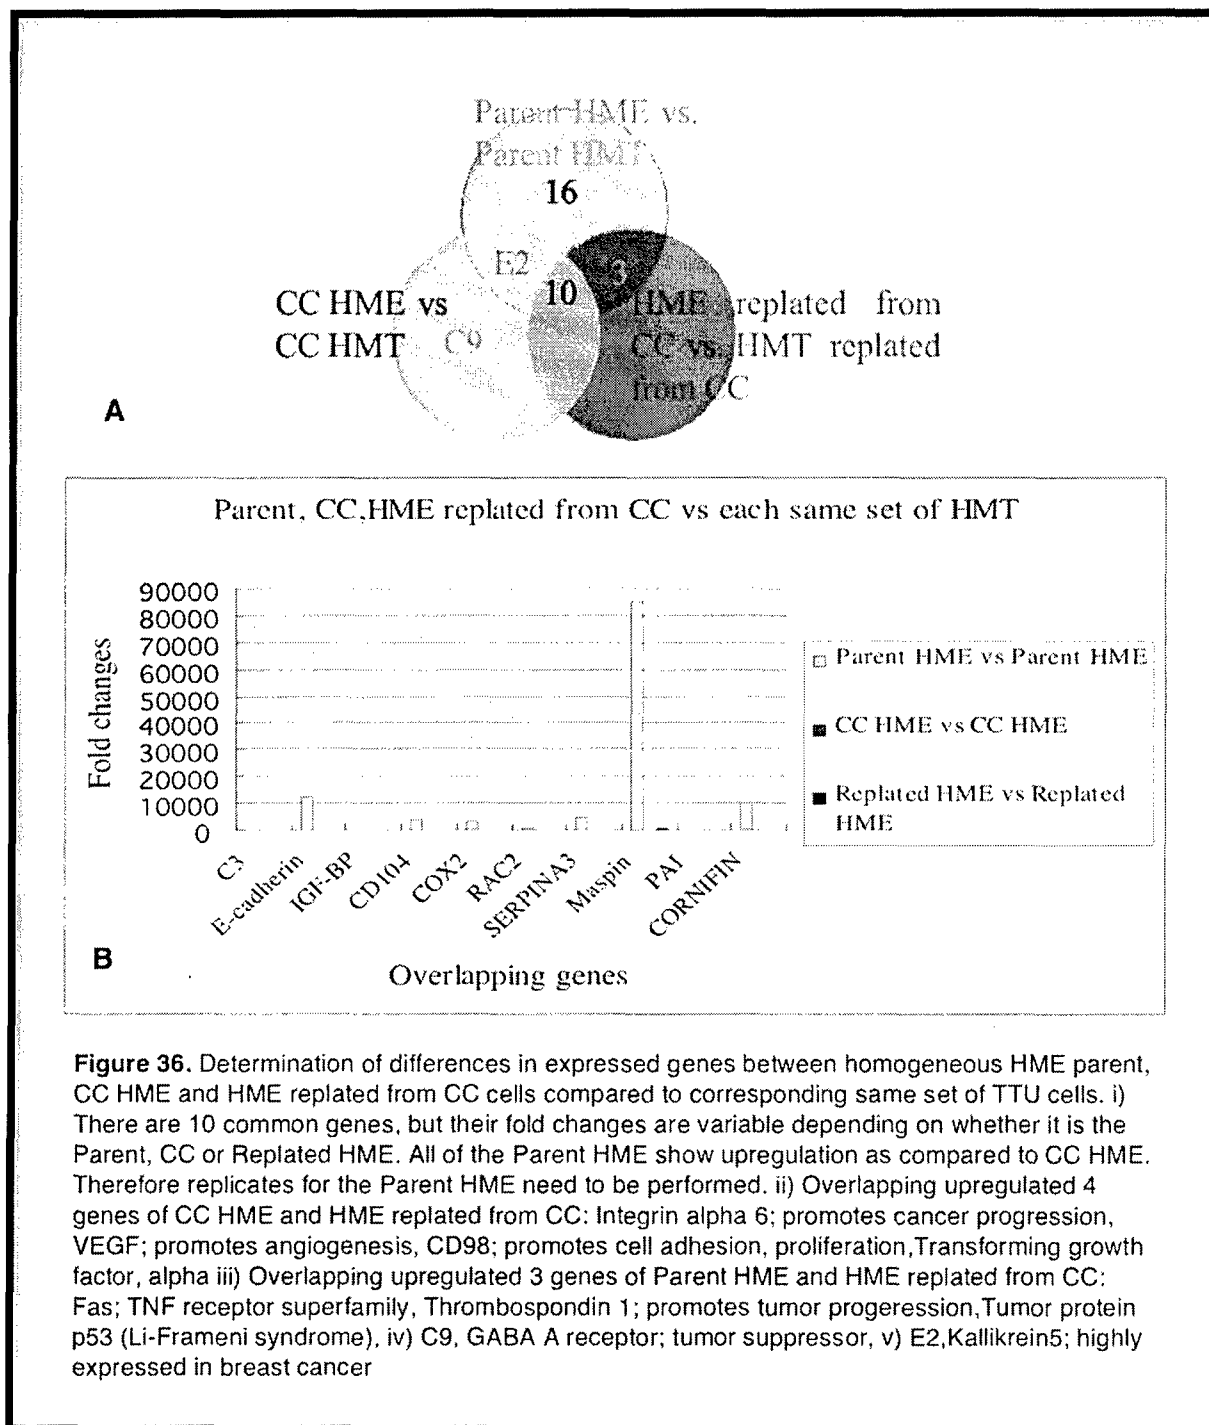 Parent HME vs.
Parent HMT
16
E2
3
10
CC HME vs
CC HMT
C9
HME replated from
CC vs. HMT replated
from CC
A
Parent, CC,HME replated from CC vs each same set of HMT
90000
80000
70000
60000
50000
40000
30000
20000
10000
0
Fold changes
C3
E-cadherin
IGF-BP
CD104
COX2
RAC2
SERPINA3
Maspin
PAI
CORNIFIN
Parent HME vs Parent HME
CC HME vs CC HME
Replated HME vs Replated
HME
B
Overlapping genes
Figure 36. Determination of differences in expressed genes between homogeneous HME parent,
CC HME and HME replated from CC cells compared to corresponding same set of TTU cells. i)
There are 10 common genes, but their fold changes are variable depending on whether it is the
Parent, CC or Replated HME. All of the Parent HME show upregulation as compared to CC HME.
Therefore replicates for the Parent HME need to be performed. ii) Overlapping upregulated 4
genes of CC HME and HME replated from CC: Integrin alpha 6; promotes cancer progression,
VEGF; promotes angiogenesis, CD98; promotes cell adhesion, proliferation,Transforming growth
factor, alpha iii) Overlapping upregulated 3 genes of Parent HME and HME replated from CC:
Fas; TNF receptor superfamily, Thrombospondin 1; promotes tumor progeression,Tumor protein
p53 (Li-Frameni syndrome), iv) C9, GABA A receptor; tumor suppressor, v) E2,Kallikrein5; highly
expressed in breast cancer